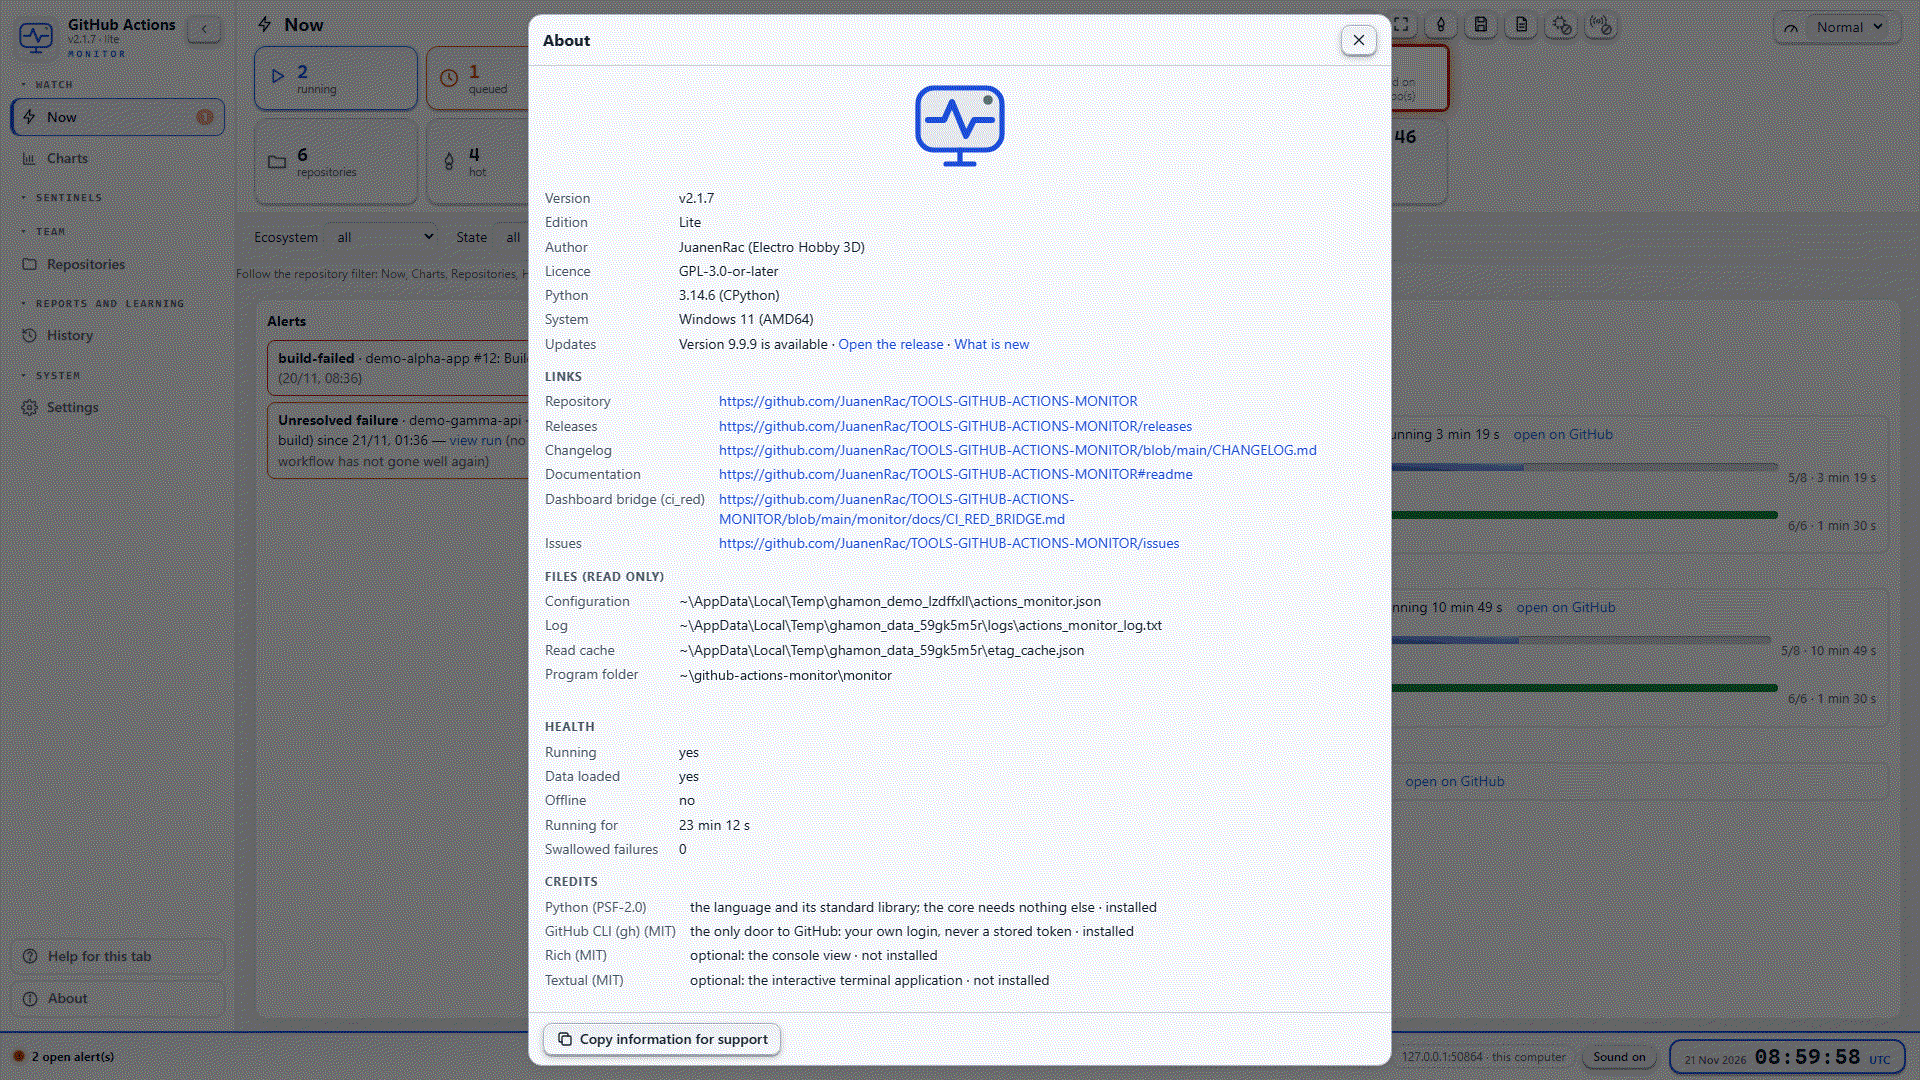 GitHub Actions
v2.1.7 · lite
MONITOR
WATCH
Now
1
Charts
SENTINELS
TEAM
Repositories
REPORTS AND LEARNING
History
SYSTEM
Settings
Help for this tab
About
2 open alert(s)
Now
2
running
1
queued
6
repositories
4
hot
Ecosystem all State all
Follow the repository filter: Now, Charts, Repositories,
Alerts
build-failed · demo-alpha-app #12:
(20/11, 08:36)
Unresolved failure · demo-gamma-api ·
build) since 21/11, 01:36 — view run (no
workflow has not gone well again)
About
Version v2.1.7
Edition Lite
Author JuanenRac (Electro Hobby 3D)
Licence GPL-3.0-or-later
Python 3.14.6 (CPython)
System Windows 11 (AMD64)
Updates Version 9.9.9 is available · Open the release · What is new
LINKS
Repository https://github.com/JuanenRac/TOOLS-GITHUB-ACTIONS-MONITOR
Releases https://github.com/JuanenRac/TOOLS-GITHUB-ACTIONS-MONITOR/releases
Changelog https://github.com/JuanenRac/TOOLS-GITHUB-ACTIONS-MONITOR/blob/main/CHANGELOG.md
Documentation https://github.com/JuanenRac/TOOLS-GITHUB-ACTIONS-MONITOR#readme
Dashboard bridge (ci_red) https://github.com/JuanenRac/TOOLS-GITHUB-ACTIONS-
MONITOR/blob/main/monitor/docs/CI_RED_BRIDGE.md
Issues https://github.com/JuanenRac/TOOLS-GITHUB-ACTIONS-MONITOR/issues
FILES (READ ONLY)
Configuration ~\AppData\Local\Temp\ghamon_demo_lzdffxll\actions_monitor.json
Log ~\AppData\Local\Temp\ghamon_data_59gk5m5r\logs\actions_monitor_log.txt
Read cache ~\AppData\Local\Temp\ghamon_data_59gk5m5r\etag_cache.json
Program folder ~\github-actions-monitor\monitor
HEALTH
Running yes
Data loaded yes
Offline no
Running for 23 min 12 s
Swallowed failures 0
CREDITS
Python (PSF-2.0) the language and its standard library; the core needs nothing else · installed
GitHub CLI (gh) (MIT) the only door to GitHub: your own login, never a stored token · installed
Rich (MIT) optional: the console view · not installed
Textual (MIT) optional: the interactive terminal application · not installed
Copy information for support
Normal
on
46
3 min 19 s open on GitHub
5/8 · 3 min 19 s
6/6 · 1 min 30 s
10 min 49 s open on GitHub
5/8 · 10 min 49 s
6/6 · 1 min 30 s
open on GitHub
127.0.0.1:50864 · this computer
Sound on
21 Nov 2026 08:59:58 UTC